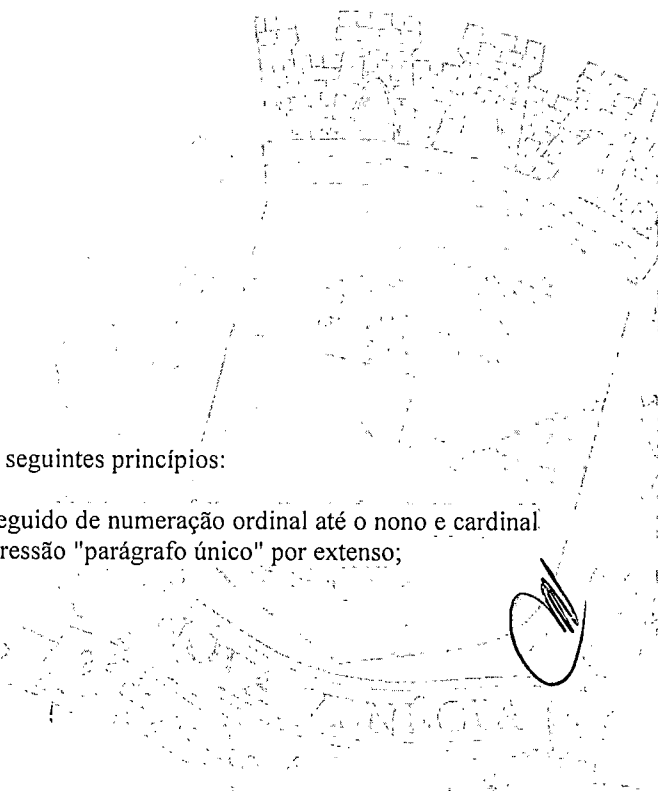 seguintes princípios:
eguido de numeração ordinal até o nono e cardinal
ressão "parágrafo único" por extenso;